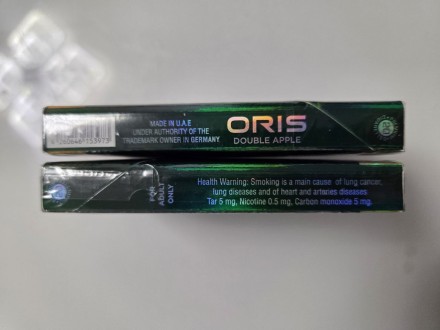 MADE IN U.A.E
UNDER AUTHORITY OF THE
TRADEMARK OWNER IN GERMANY
ORIS
DOUBLE APPLE
FOR
ADULT
ONLY
Health Warning: Smoking is a main cause of lung cancer,
lung diseases and of heart and arteries diseases
Tar 5 mg, Nicotine 0.5 mg, Carbon monoxide 5 mg.